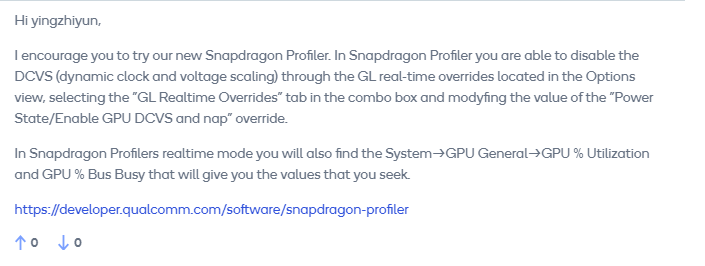 Hi yingzhiyun,
I encourage you to try our new Snapdragon Profiler. In Snapdragon Profiler you are able to disable the
DCVS (dynamic clock and voltage scaling) through the GL real-time overrides located in the Options
view, selecting the "GL Realtime Overrides" tab in the combo box and modyfing the value of the "Power
State/Enable GPU DCVS and nap" override.
In Snapdragon Profilers realtime mode you will also find the System→GPU General→GPU % Utilization
and GPU % Bus Busy that will give you the values that you seek.
https://developer.qualcomm.com/software/snapdragon-profiler
↑ 0 ↓ 0